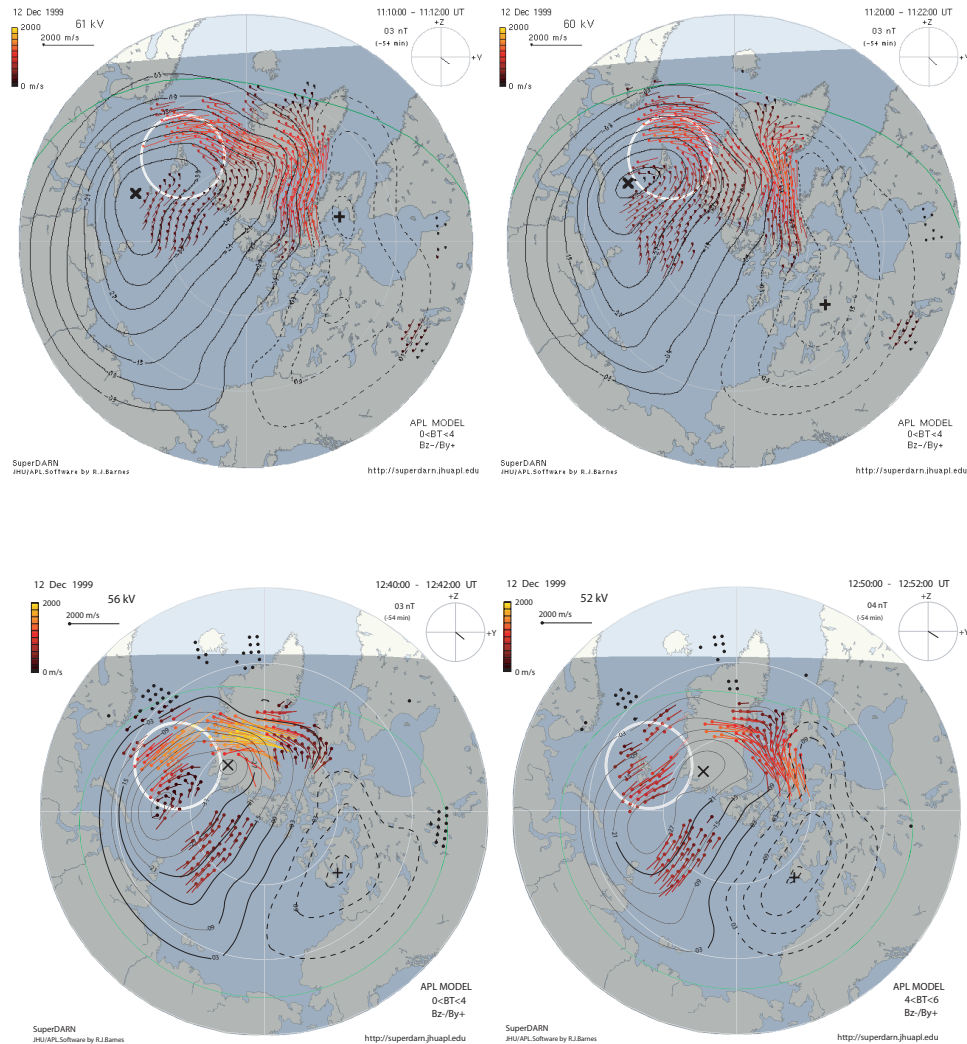 12 Dec 1999
61 kV
11:10:00 - 11:12:00 UT
2000
2000 m/s
0 m/s
03 nT
(-54 min)
+Z
+Y
APL MODEL
0<BT<4
Bz-/By+
SuperDARN
JHU/APL.Software by R.J.Barnes
http://superdarn.jhuapl.edu
12 Dec 1999
60 kV
11:20:00 - 11:22:00 UT
2000
2000 m/s
0 m/s
03 nT
(-54 min)
+Z
+Y
APL MODEL
0<BT<4
Bz-/By+
SuperDARN
JHU/APL.Software by R.J.Barnes
http://superdarn.jhuapl.edu
12 Dec 1999
56 kV
12:40:00 - 12:42:00 UT
2000
2000 m/s
0 m/s
03 nT
(-54 min)
+Z
+Y
APL MODEL
0<BT<4
Bz-/By+
SuperDARN
JHU/APL.Software by R.J.Barnes
http://superdarn.jhuapl.edu
12 Dec 1999
52 kV
12:50:00 - 12:52:00 UT
2000
2000 m/s
0 m/s
04 nT
(-54 min)
+Z
+Y
APL MODEL
4<BT<6
Bz-/By+
SuperDARN
JHU/APL.Software by R.J.Barnes
http://superdarn.jhuapl.edu